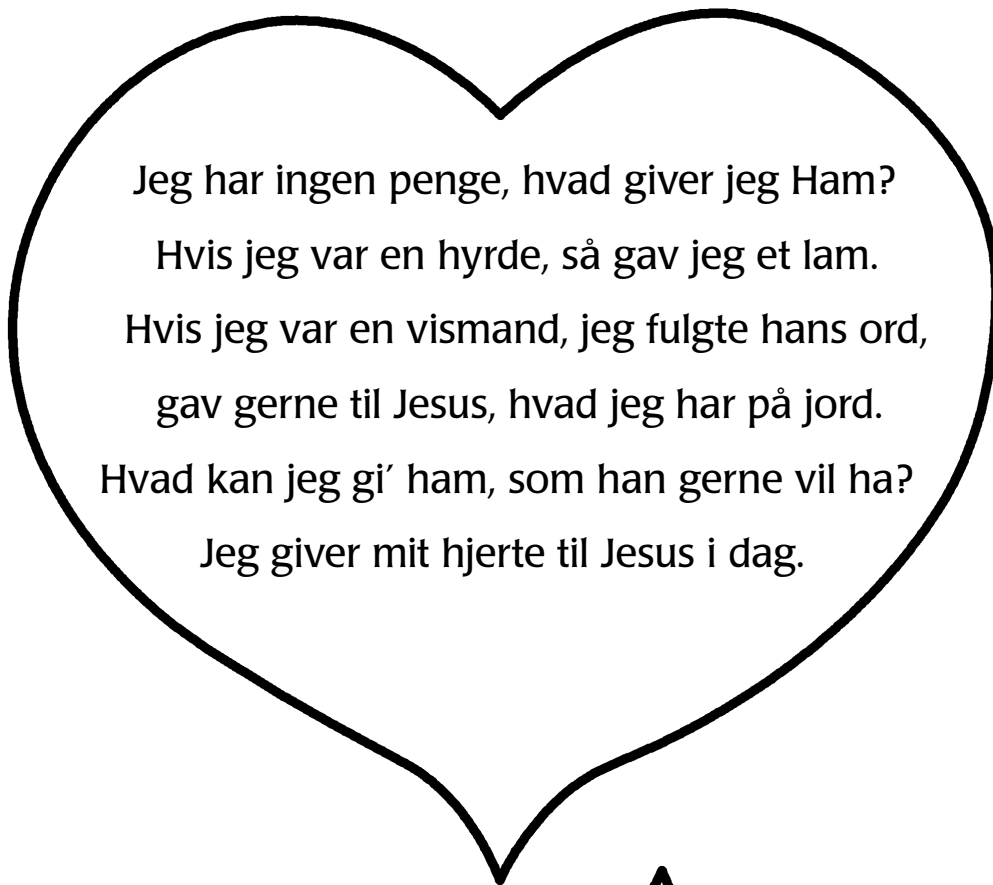 Jeg har ingen penge, hvad giver jeg Ham?
Hvis jeg var en hyrde, så gav jeg et lam.
Hvis jeg var en vismand, jeg fulgte hans ord,
gav gerne til Jesus, hvad jeg har på jord.
Hvad kan jeg gi´ ham, som han gerne vil ha?
Jeg giver mit hjerte til Jesus i dag.